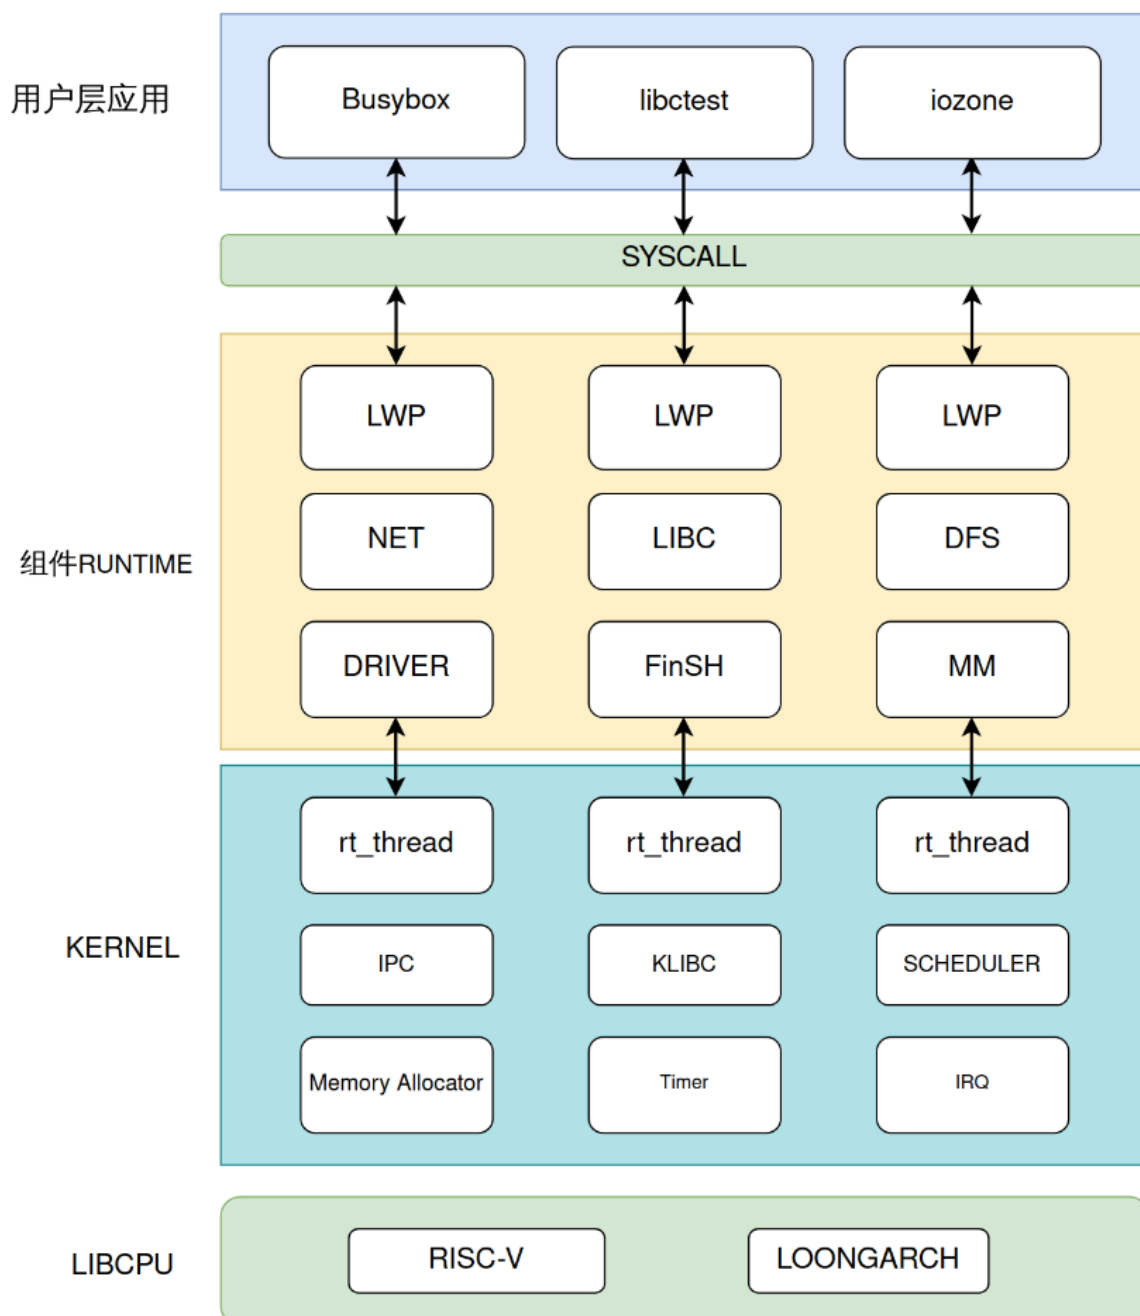 用户层应用
Busybox
libctest
iozone
SYSCALL
LWP
LWP
LWP
组件RUNTIME
NET
LIBC
DFS
DRIVER
FinSH
MM
KERNEL
rt_thread
rt_thread
rt_thread
IPC
KLIBC
SCHEDULER
Memory Allocator
Timer
IRQ
LIBCPU
RISC-V
LOONGARCH